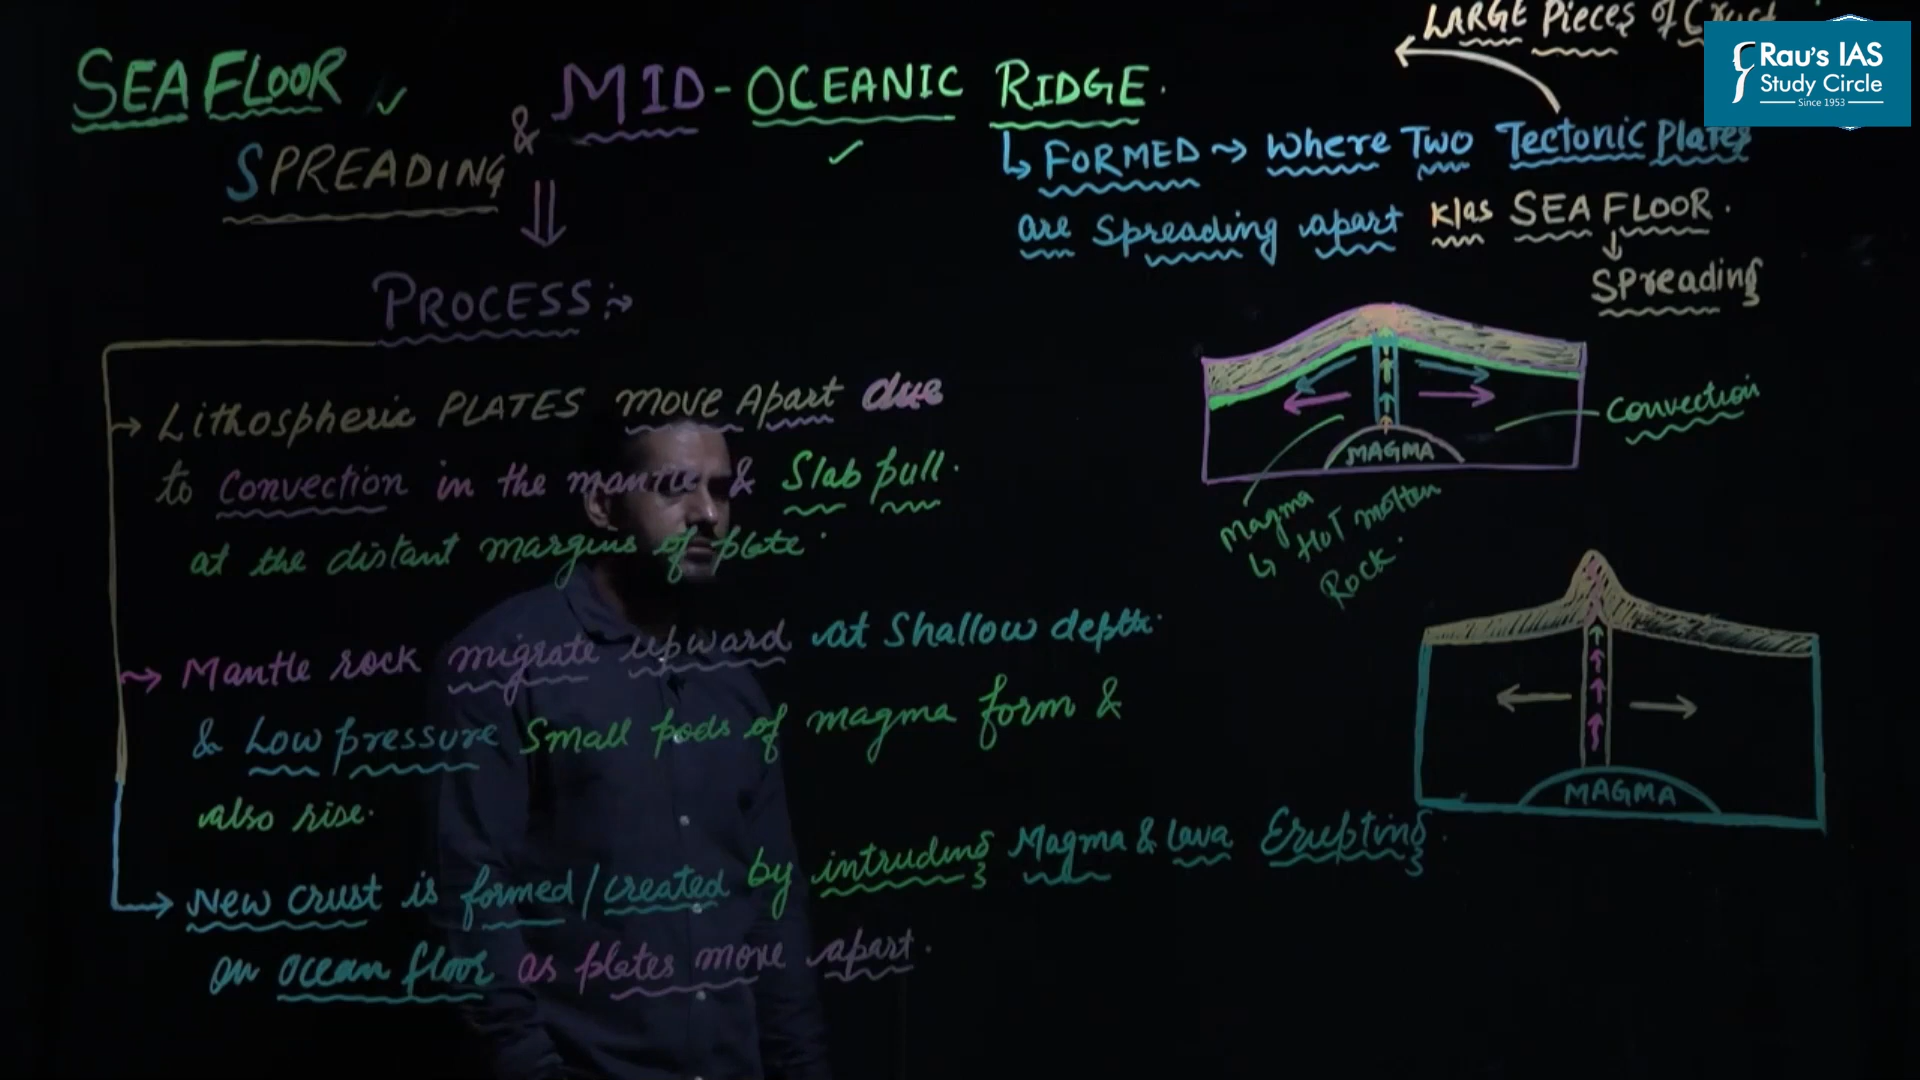 LARGE Pieces of Crust
Rau's IAS
Study Circle
Since 1953
SEA FLOOR
SPREADING
& MID-OCEANIC RIDGE.
↳ FORMED ~> Where Two Tectonic Plates
are Spreading apart k/as SEA FLOOR.
Spreading
PROCESS:~>
→ Lithospheric PLATES move Apart due
to Convection in the mantle & Slab pull.
at the distant margins of plate.
→ Mantle rock migrate upward at Shallow depth.
& Low pressure Small pods of magma form &
also rise.
→ New crust is formed/created by intruding Magma & lava Erupting.
on ocean floor as plates move apart.
MAGMA
Convection
Magma
↳ HOT molten
Rock.
MAGMA